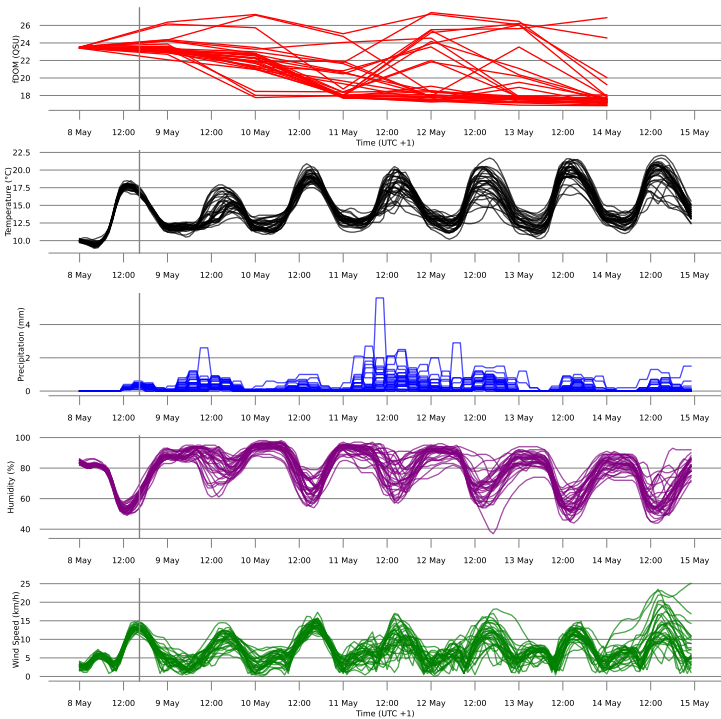 fDOM (QSU)
26
24
22
20
18
8 May 12:00 9 May 12:00 10 May 12:00 11 May 12:00 12 May 12:00 13 May 12:00 14 May 12:00 15 May
Time (UTC +1)
Temperature (°C)
22.5
20.0
17.5
15.0
12.5
10.0
8 May 12:00 9 May 12:00 10 May 12:00 11 May 12:00 12 May 12:00 13 May 12:00 14 May 12:00 15 May
Precipitation (mm)
4
2
0
8 May 12:00 9 May 12:00 10 May 12:00 11 May 12:00 12 May 12:00 13 May 12:00 14 May 12:00 15 May
Humidity (%)
100
80
60
40
8 May 12:00 9 May 12:00 10 May 12:00 11 May 12:00 12 May 12:00 13 May 12:00 14 May 12:00 15 May
Wind Speed (km/h)
25
20
15
10
5
0
8 May 12:00 9 May 12:00 10 May 12:00 11 May 12:00 12 May 12:00 13 May 12:00 14 May 12:00 15 May
Time (UTC +1)